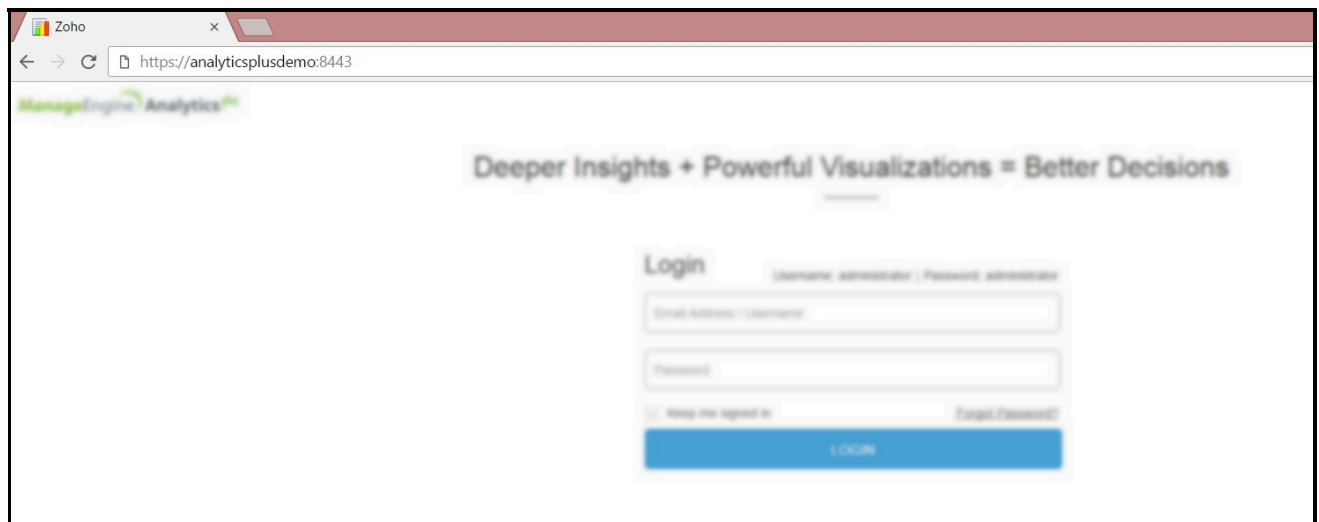 Zoho
https://analyticsplusdemo:8443
ManageEngine Analytics plus
Deeper Insights + Powerful Visualizations = Better Decisions
Login
Username: administrator | Password: administrator
Email Address / Username
Password
Keep me signed in
Forgot Password?
LOGIN